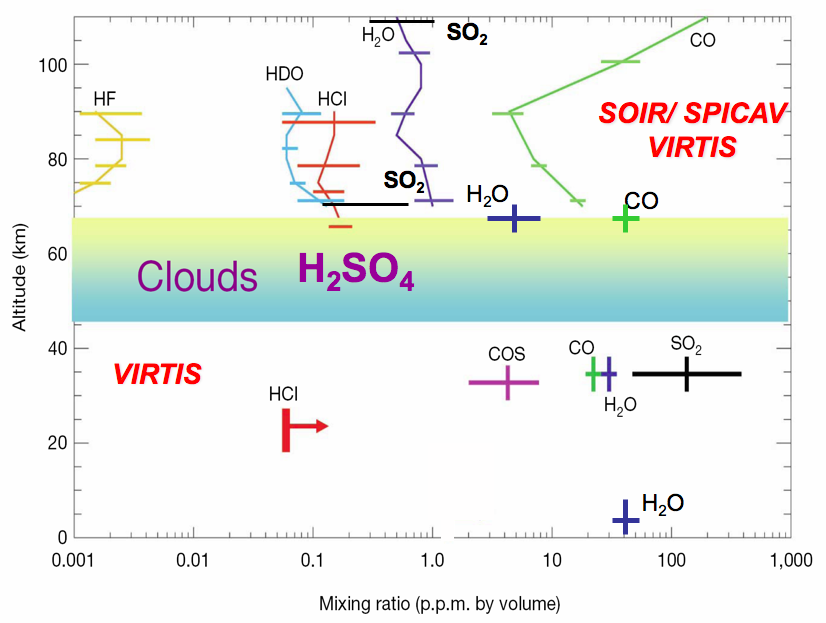 H₂O
SO₂
CO
100
HDO
HF
HCl
SOIR/ SPICAV
VIRTIS
80
SO₂
H₂O
CO
60
Clouds
H₂SO₄
Altitude (km)
40
VIRTIS
COS
CO
SO₂
HCl
H₂O
20
H₂O
0
0.001
0.01
0.1
1.0
10
100
1,000
Mixing ratio (p.p.m. by volume)